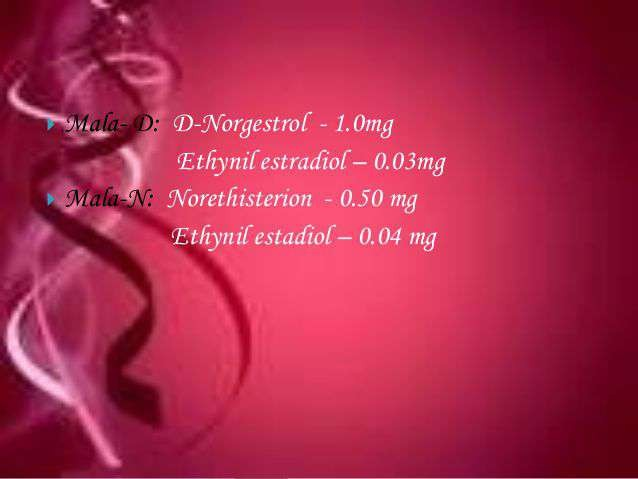 Mala- D: D-Norgestrol - 1.0mg
Ethynil estradiol – 0.03mg
Mala-N: Norethisterion - 0.50 mg
Ethynil estadiol – 0.04 mg